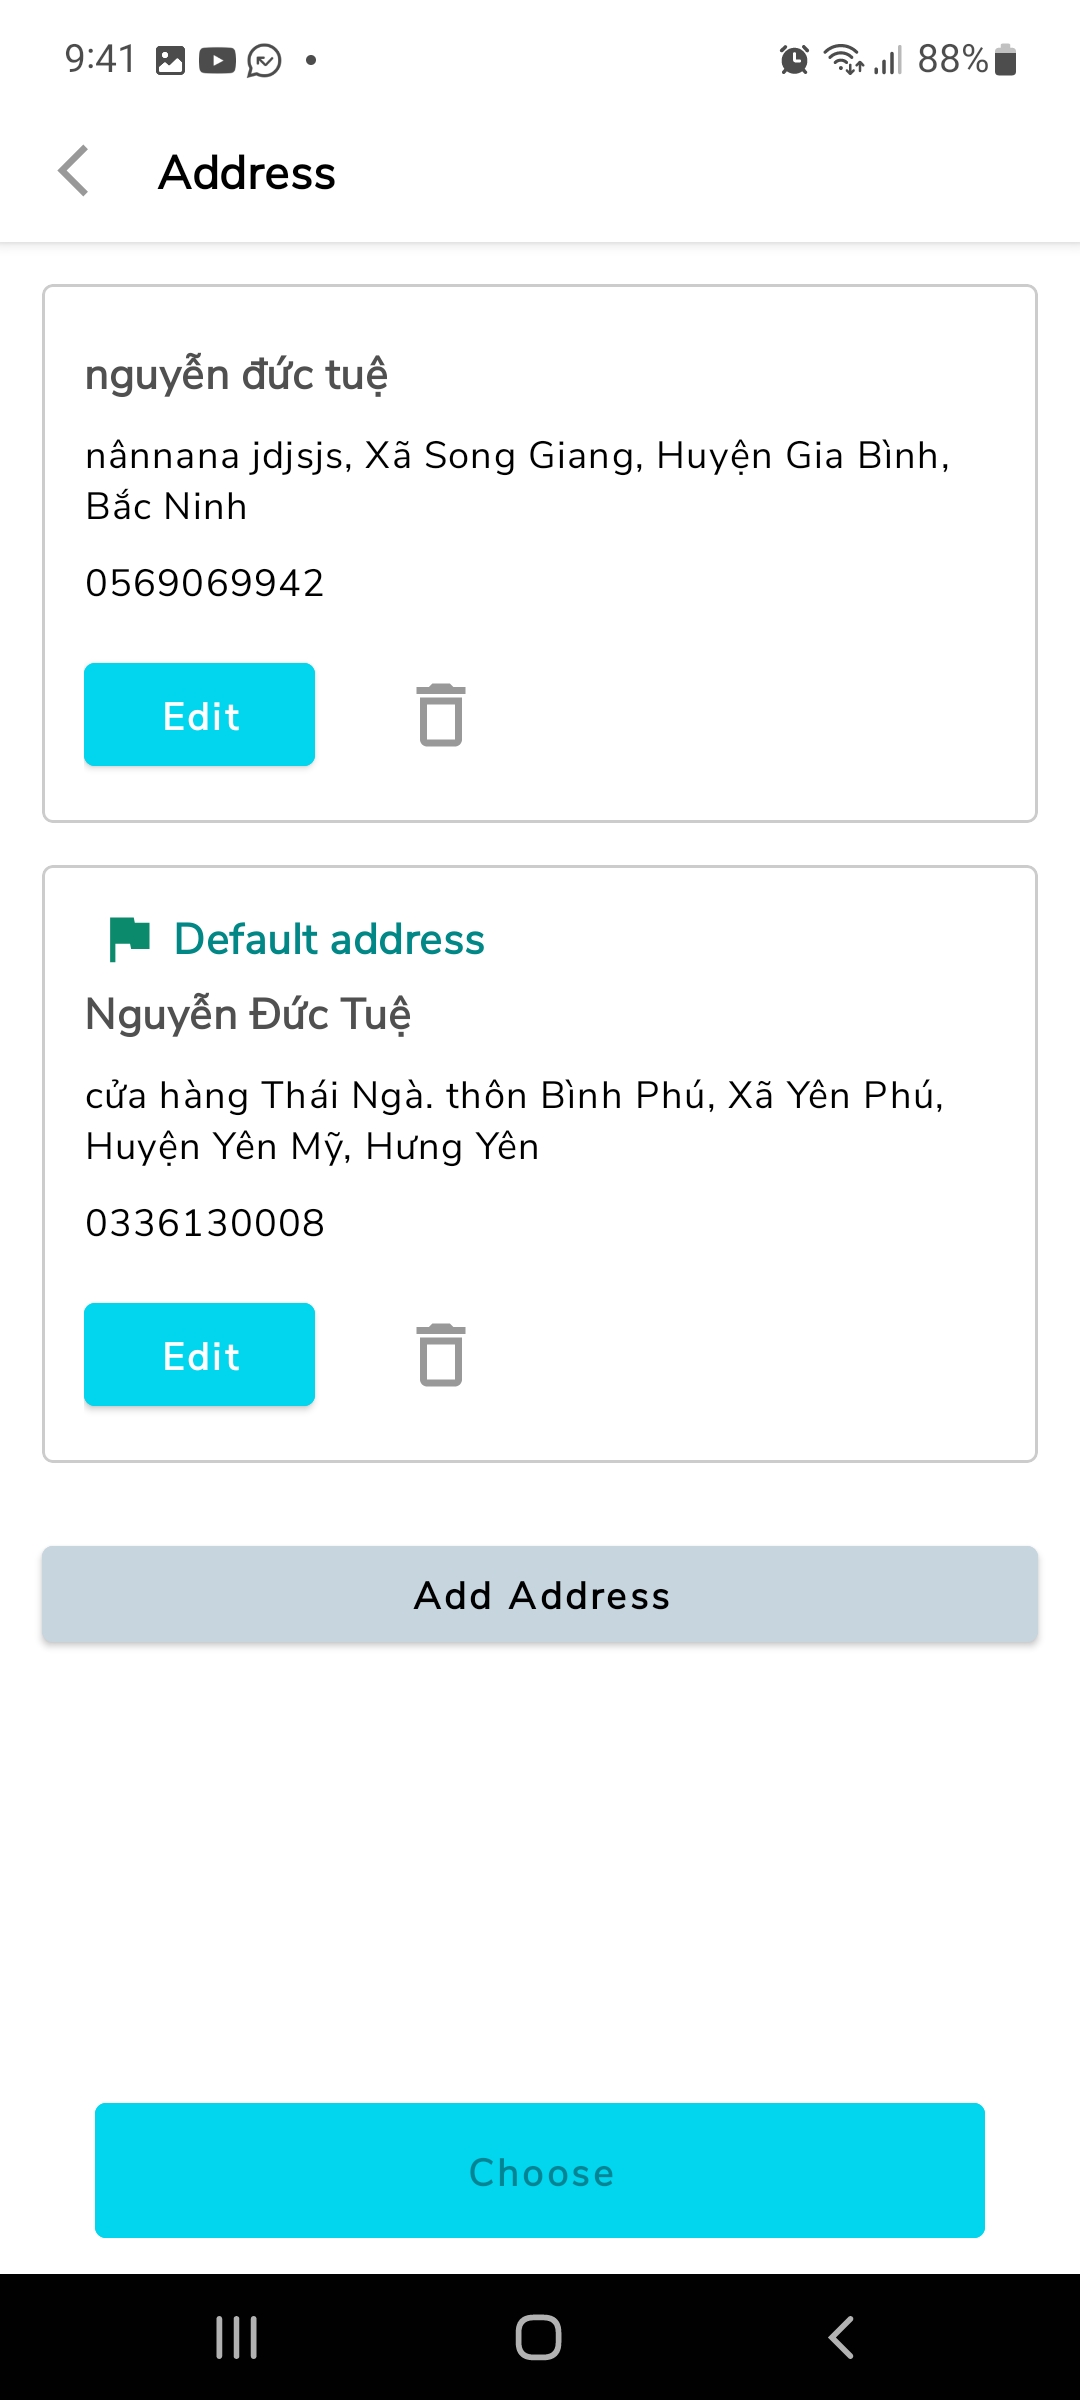 9:41
88%
Address
nguyễn đức tuệ
nânnana jdjsjs, Xã Song Giang, Huyện Gia Bình,
Bắc Ninh
0569069942
Edit
Default address
Nguyễn Đức Tuệ
cửa hàng Thái Ngà. thôn Bình Phú, Xã Yên Phú,
Huyện Yên Mỹ, Hưng Yên
0336130008
Edit
Add Address
Choose